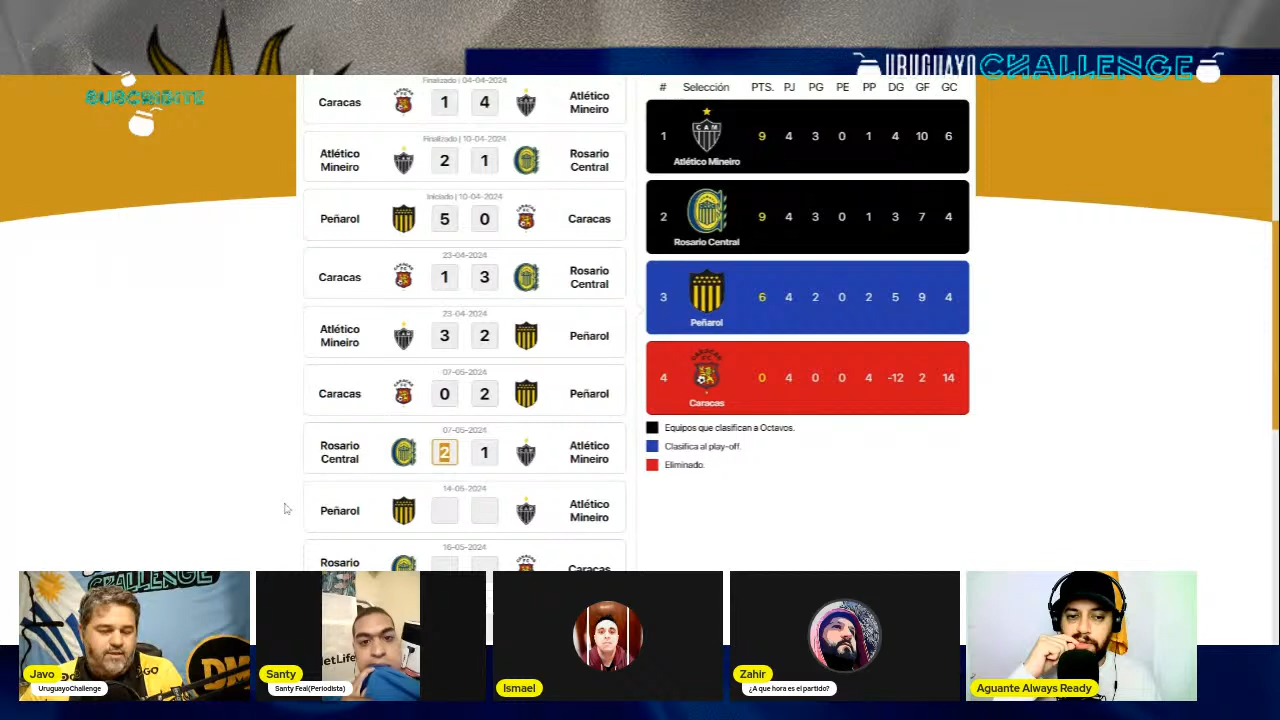 URUGUAYO CHALLENGE
SUSCRIBITE
Finalizado | 04-04-2024
Caracas 1 4 Atlético Mineiro
Finalizado | 10-04-2024
Atlético Mineiro 2 1 Rosario Central
Iniciado | 10-04-2024
Peñarol 5 0 Caracas
23-04-2024
Caracas 1 3 Rosario Central
23-04-2024
Atlético Mineiro 3 2 Peñarol
07-05-2024
Caracas 0 2 Peñarol
07-05-2024
Rosario Central 2 1 Atlético Mineiro
14-05-2024
Peñarol Atlético Mineiro
16-05-2024
Rosario Caracas
# Selección PTS. PJ PG PE PP DG GF GC
1 Atlético Mineiro 9 4 3 0 1 4 10 6
2 Rosario Central 9 4 3 0 1 3 7 4
3 Peñarol 6 4 2 0 2 5 9 4
4 Caracas 0 4 0 0 4 -12 2 14
Equipos que clasifican a Octavos.
Clasifica al play-off.
Eliminado.
CHALLENGE
DM
Javo
UruguayoChallenge
etLife
Santy
Santy Feal(Periodista)
Ismael
Zahir
¿A que hora es el partido?
Aguante Always Ready